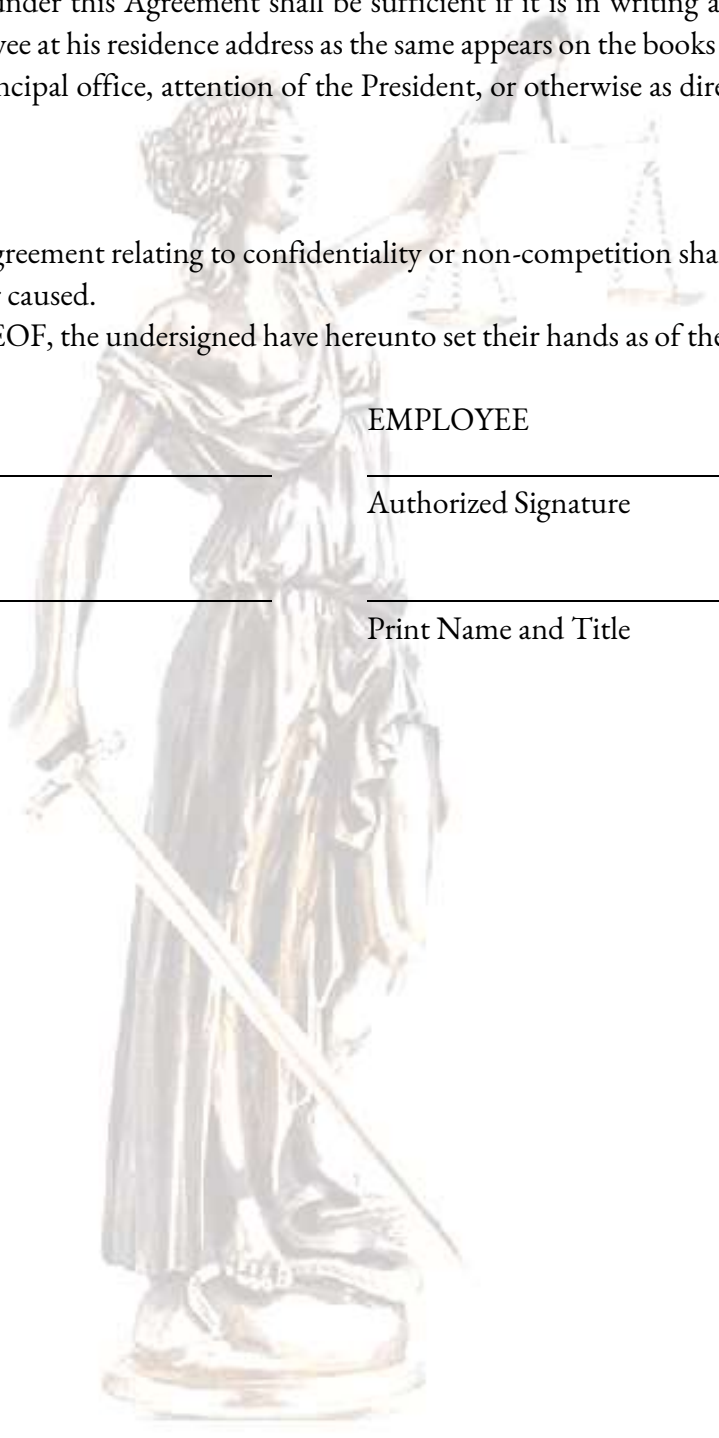 under this Agreement shall be sufficient if it is in writing a
yee at his residence address as the same appears on the books
ncipal office, attention of the President, or otherwise as dire
greement relating to confidentiality or non-competition sha
r caused.
EOF, the undersigned have hereunto set their hands as of the
EMPLOYEE
Authorized Signature
Print Name and Title